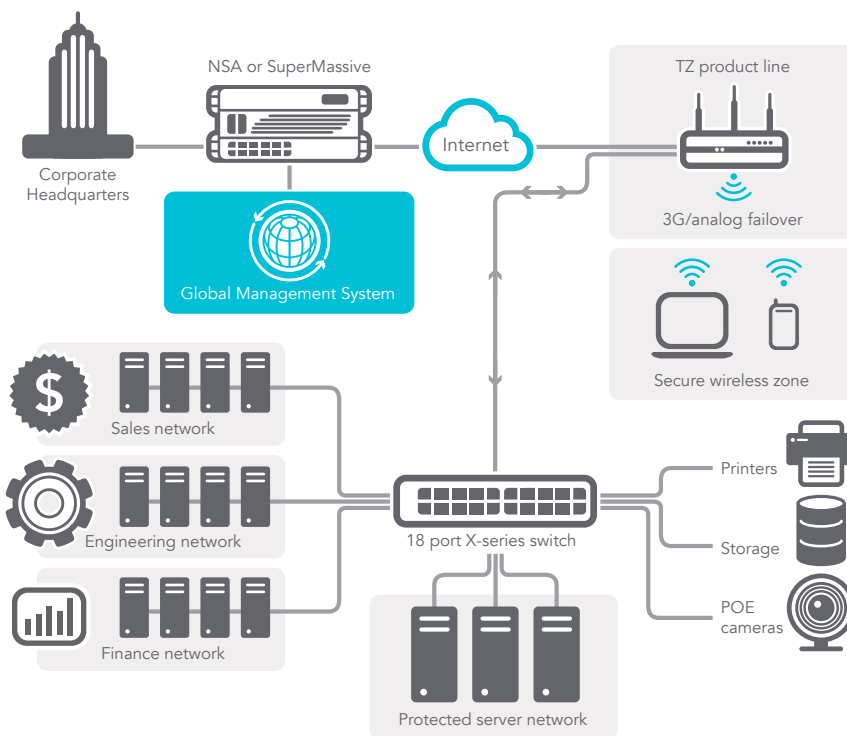 NSA or SuperMassive
TZ product line
Internet
Corporate
Headquarters
3G/analog failover
Global Management System
Secure wireless zone
$
Sales network
Printers
Engineering network
18 port X-series switch
Storage
POE
cameras
Finance network
Protected server network